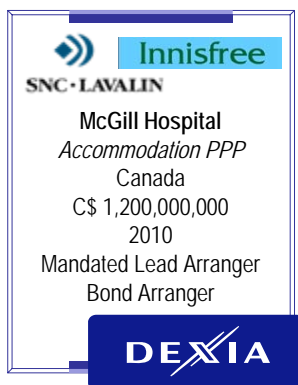 Innisfree
SNC·LAVALIN
McGill Hospital
Accommodation PPP
Canada
C$ 1,200,000,000
2010
Mandated Lead Arranger
Bond Arranger
DEXIA